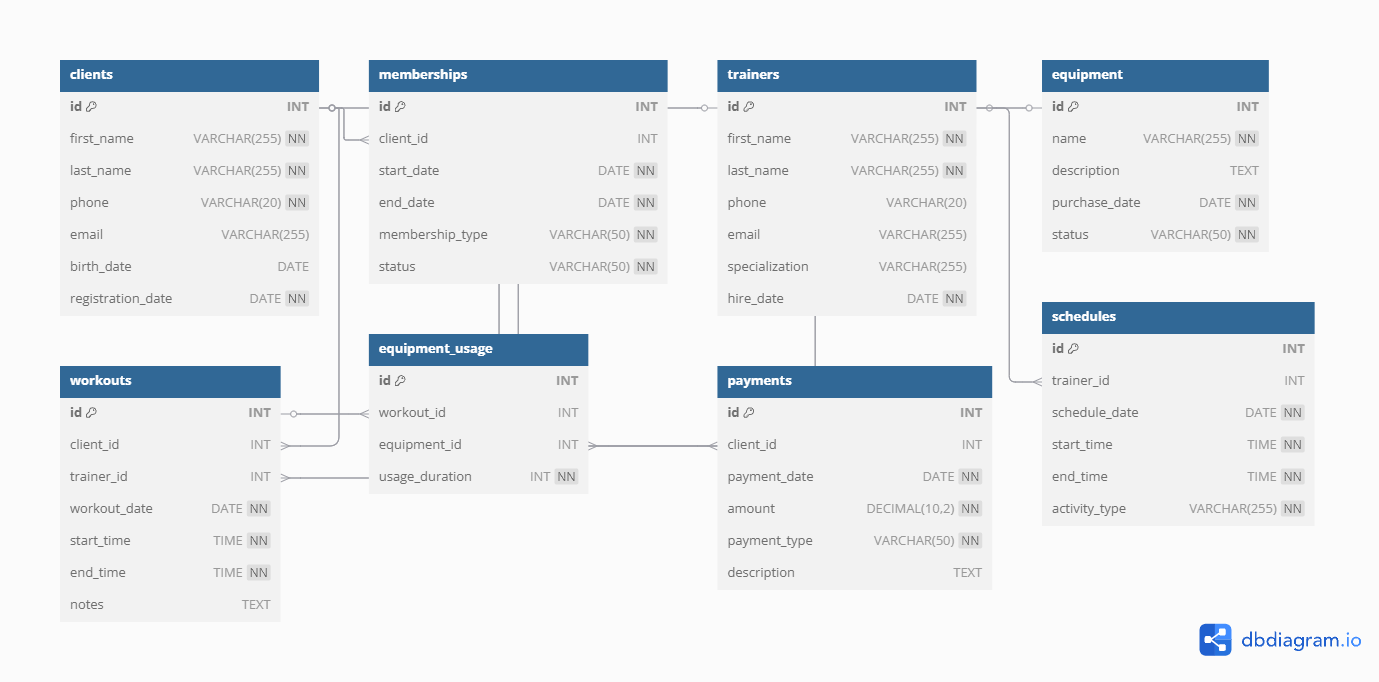 clients
id INT
first_name VARCHAR(255) NN
last_name VARCHAR(255) NN
phone VARCHAR(20) NN
email VARCHAR(255)
birth_date DATE
registration_date DATE NN
memberships
id INT
client_id INT
start_date DATE NN
end_date DATE NN
membership_type VARCHAR(50) NN
status VARCHAR(50) NN
trainers
id INT
first_name VARCHAR(255) NN
last_name VARCHAR(255) NN
phone VARCHAR(20)
email VARCHAR(255)
specialization VARCHAR(255)
hire_date DATE NN
equipment
id INT
name VARCHAR(255) NN
description TEXT
purchase_date DATE NN
status VARCHAR(50) NN
workouts
id INT
client_id INT
trainer_id INT
workout_date DATE NN
start_time TIME NN
end_time TIME NN
notes TEXT
equipment_usage
id INT
workout_id INT
equipment_id INT
usage_duration INT NN
payments
id INT
client_id INT
payment_date DATE NN
amount DECIMAL(10,2) NN
payment_type VARCHAR(50) NN
description TEXT
schedules
id INT
trainer_id INT
schedule_date DATE NN
start_time TIME NN
end_time TIME NN
activity_type VARCHAR(255) NN
dbdiagram.io